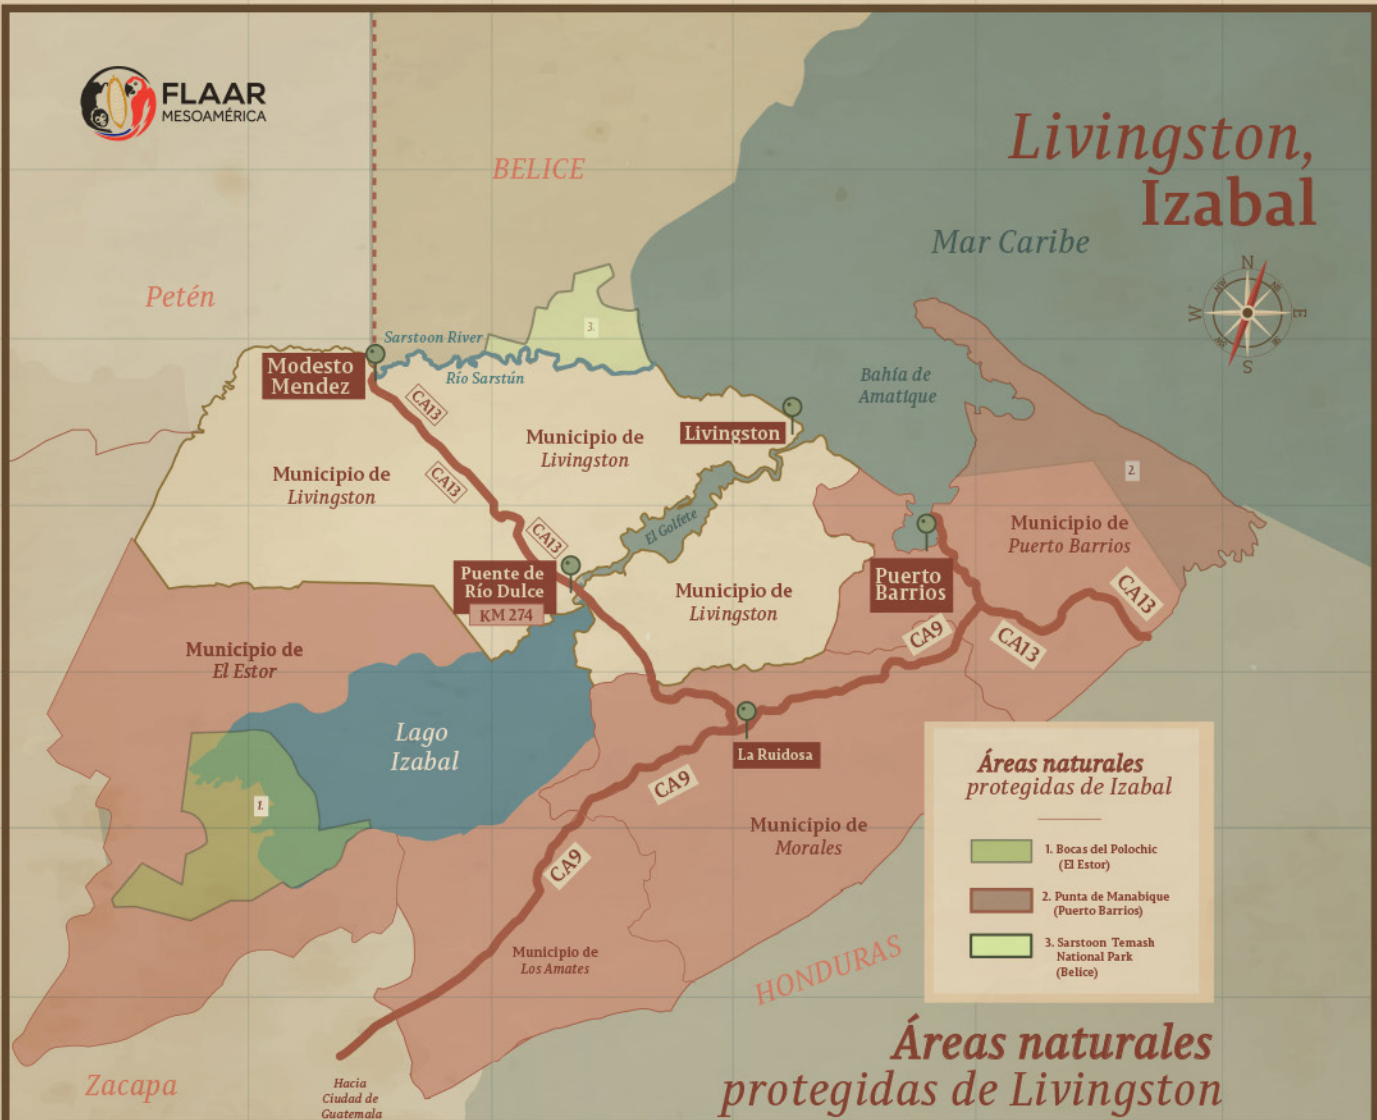 FLAAR
MESOAMÉRICA
Livingston,
Izabal
BELICE
Mar Caribe
N
E
S
W
Petén
Sarstoon River
3.
Río Sarstún
Modesto
Mendez
Bahía de
Amatique
CA13
Livingston
Municipio de
Livingston
Municipio de
Livingston
CA13
2.
CA13
El Golfete
Municipio de
Puerto Barrios
Puente de
Río Dulce
KM 274
Municipio de
Livingston
Puerto
Barrios
CA13
CA9
CA13
Municipio de
El Estor
Lago
Izabal
La Ruidosa
CA9
1.
Municipio de
Morales
CA9
Áreas naturales
protegidas de Izabal
1. Bocas del Polochic
(El Estor)
2. Punta de Manabique
(Puerto Barrios)
3. Sarstoon Temash
National Park
(Belice)
Municipio de
Los Amates
HONDURAS
Zacapa
Hacia
Ciudad de
Guatemala
Áreas naturales
protegidas de Livingston